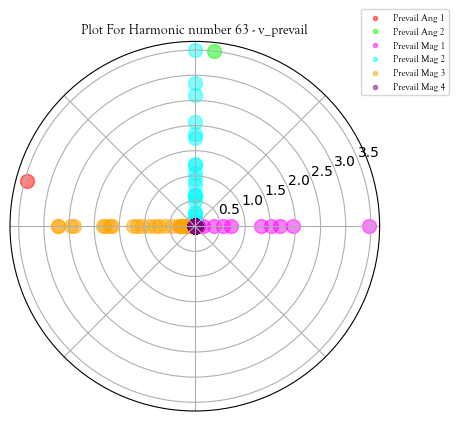 Plot For Harmonic number 63 - v_prevail
Prevail Ang 1
Prevail Ang 2
Prevail Mag 1
Prevail Mag 2
Prevail Mag 3
Prevail Mag 4
3.5
3.0
2.5
2.0
1.5
1.0
0.5